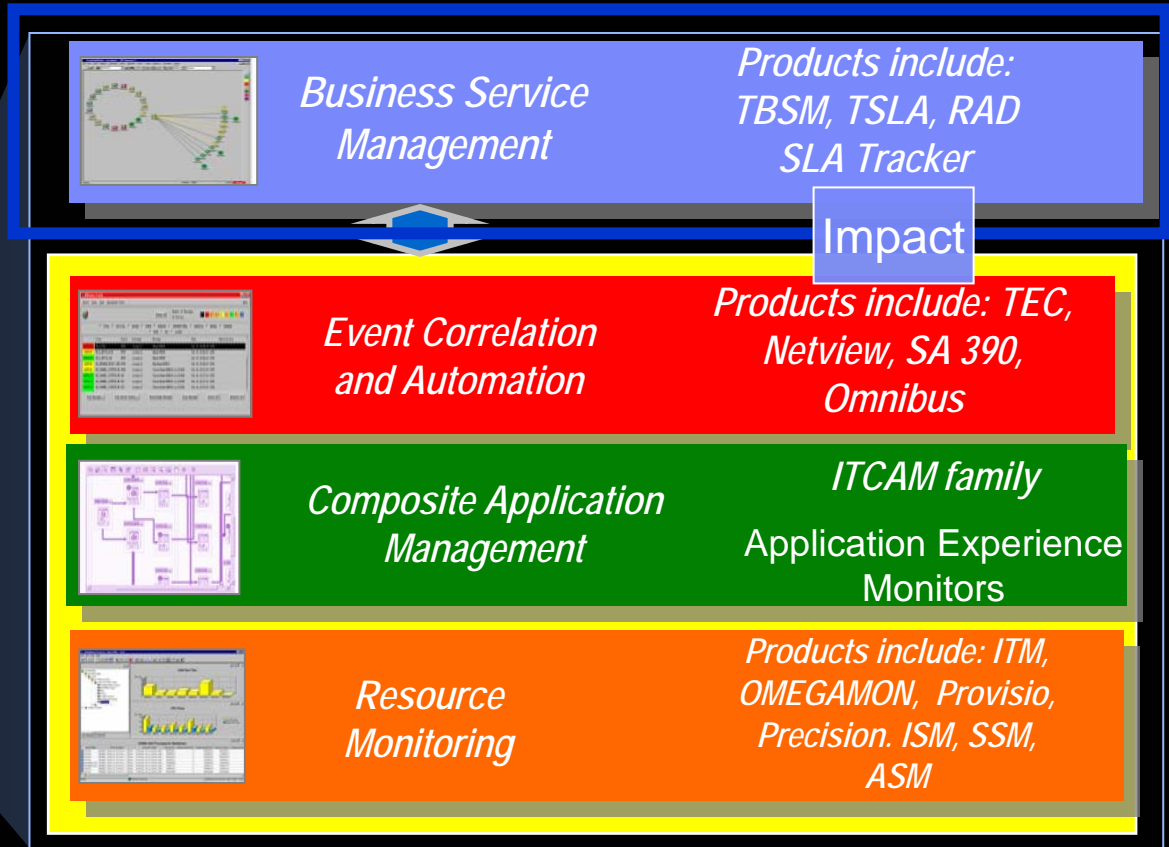 Business Service
Management
Products include:
TBSM, TSLA, RAD
SLA Tracker
Impact
Event Correlation
and Automation
Products include: TEC,
Netview, SA 390,
Omnibus
Composite Application
Management
ITCAM family
Application Experience
Monitors
Resource
Monitoring
Products include: ITM,
OMEGAMON, Provisio,
Precision. ISM, SSM,
ASM